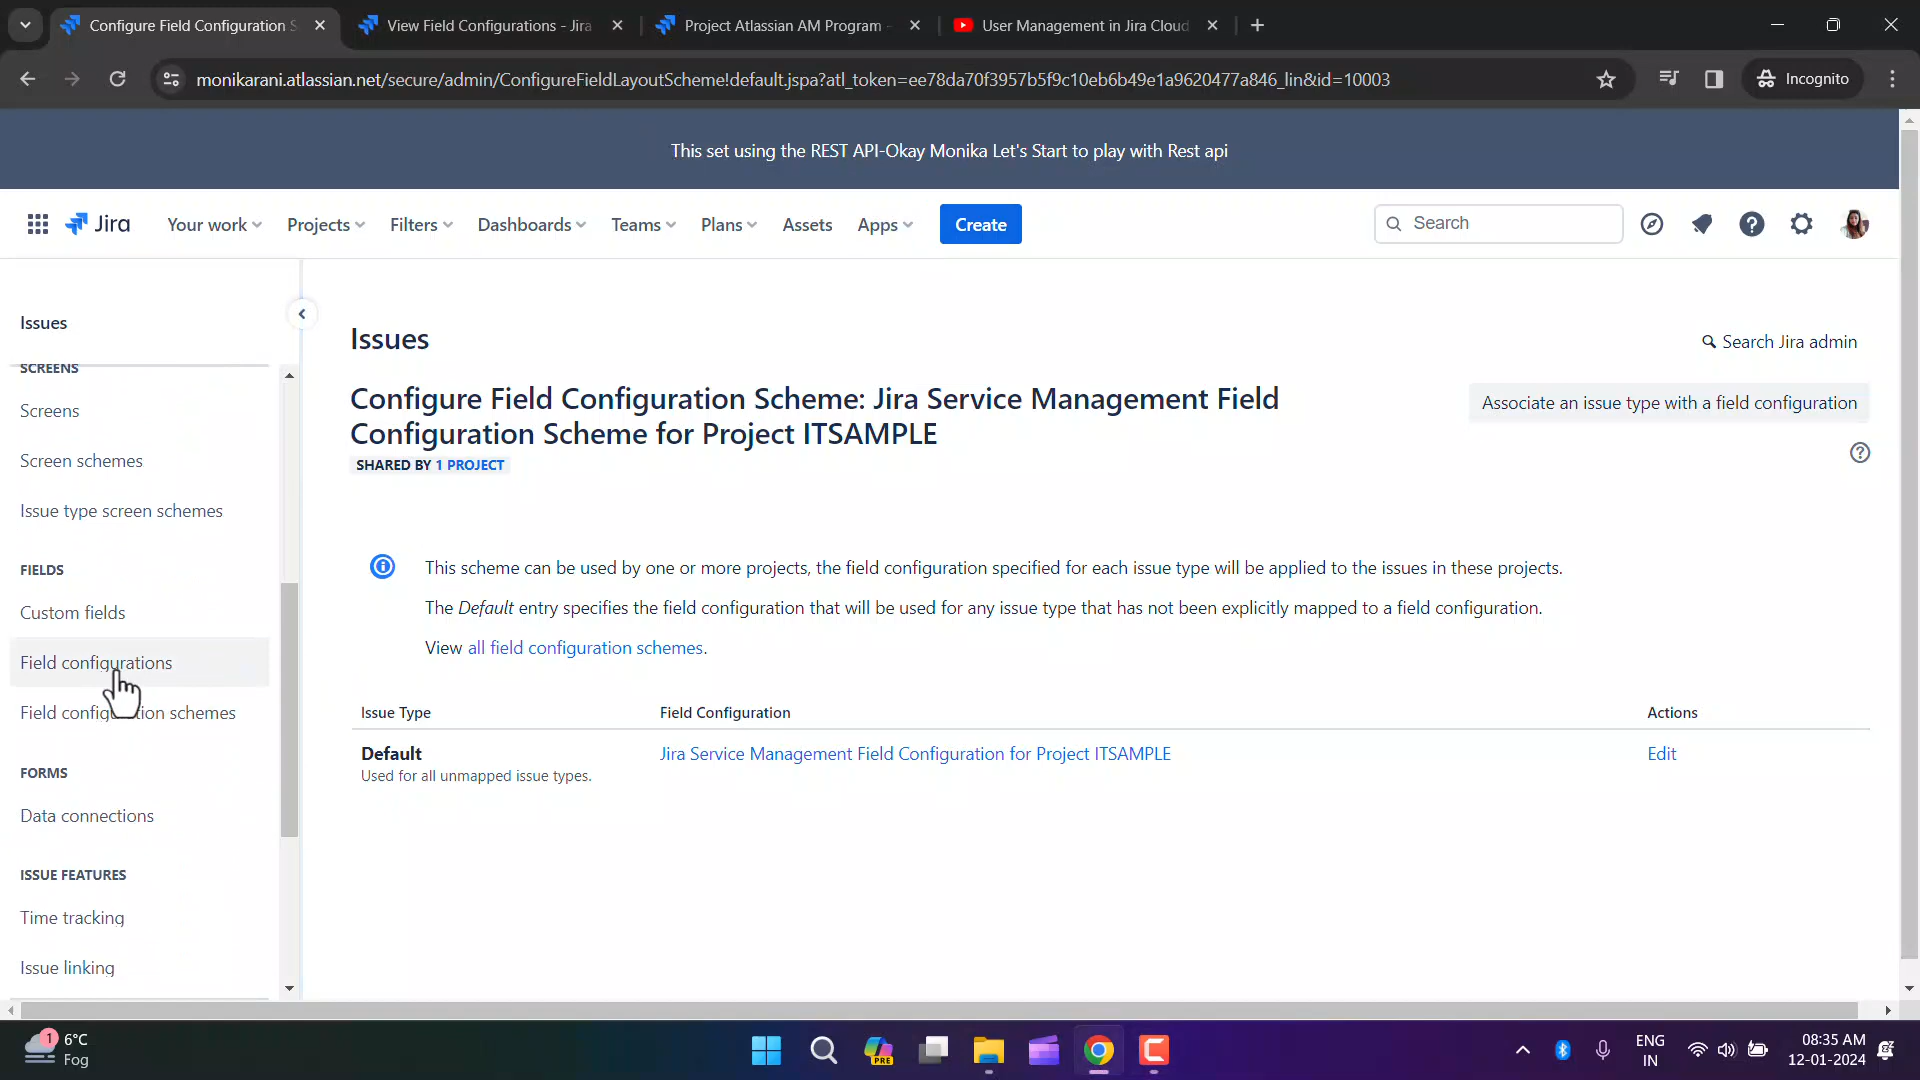 Configure Field Configuration S
View Field Configurations - Jira
Project Atlassian AM Program -
User Management in Jira Cloud
monikarani.atlassian.net/secure/admin/ConfigureFieldLayoutScheme!default.jspa?atl_token=ee78da70f3957b5f9c10eb6b49e1a9620477a846_lin&id=10003
Incognito
This set using the REST API-Okay Monika Let's Start to play with Rest api
Jira
Your work
Projects
Filters
Dashboards
Teams
Plans
Assets
Apps
Create
Search
Issues
SCREENS
Screens
Screen schemes
Issue type screen schemes
FIELDS
Custom fields
Field configurations
Field configuration schemes
FORMS
Data connections
ISSUE FEATURES
Time tracking
Issue linking
Issues
Search Jira admin
Configure Field Configuration Scheme: Jira Service Management Field
Configuration Scheme for Project ITSAMPLE
Associate an issue type with a field configuration
SHARED BY 1 PROJECT
This scheme can be used by one or more projects, the field configuration specified for each issue type will be applied to the issues in these projects.
The Default entry specifies the field configuration that will be used for any issue type that has not been explicitly mapped to a field configuration.
View all field configuration schemes.
Issue Type Field Configuration Actions
Default Jira Service Management Field Configuration for Project ITSAMPLE Edit
Used for all unmapped issue types.
1
6°C
Fog
PRE
ENG
IN
08:35 AM
12-01-2024